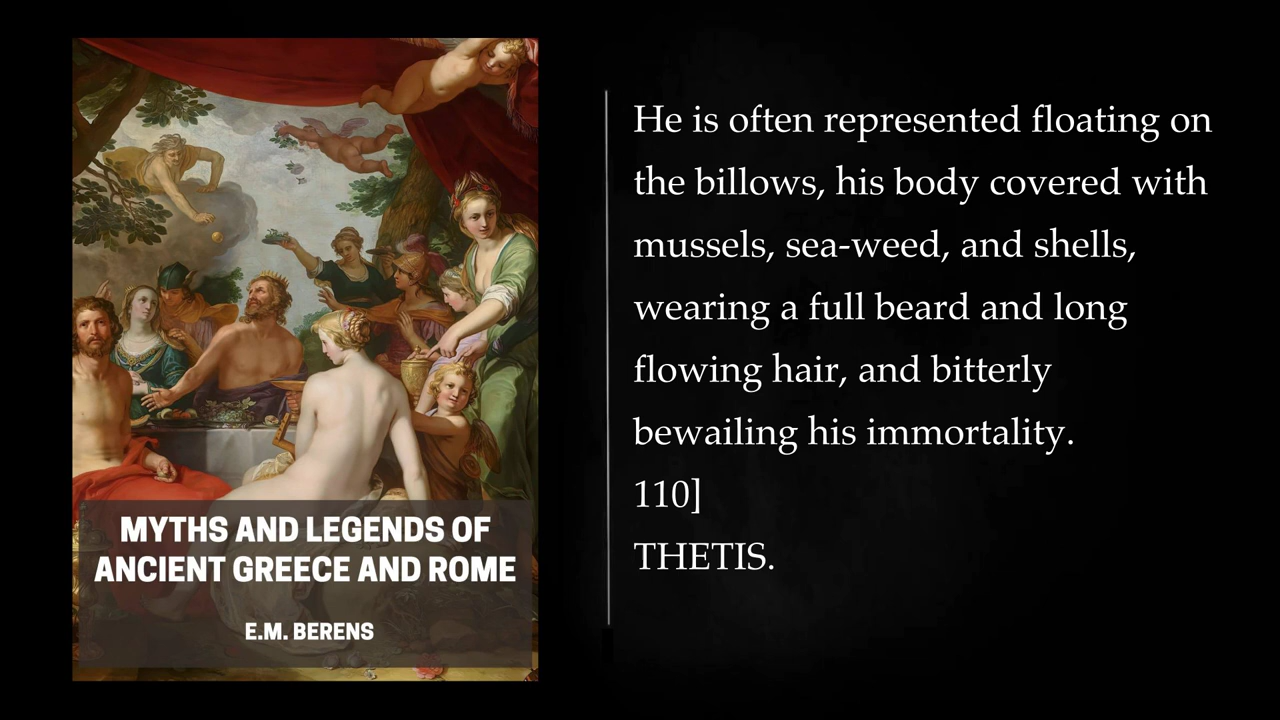 MYTHS AND LEGENDS OF
ANCIENT GREECE AND ROME
E.M. BERENS
He is often represented floating on
the billows, his body covered with
mussels, sea-weed, and shells,
wearing a full beard and long
flowing hair, and bitterly
bewailing his immortality.
110]
THETIS.